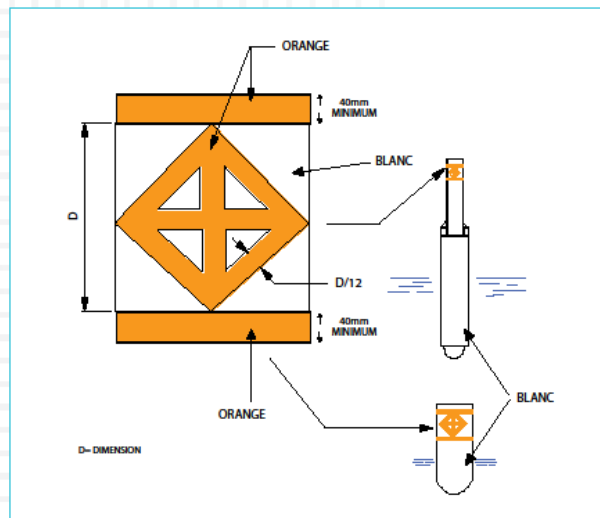 ORANGE
40mm
MINIMUM
BLANC
D
D/12
40mm
MINIMUM
BLANC
ORANGE
D= DIMENSION